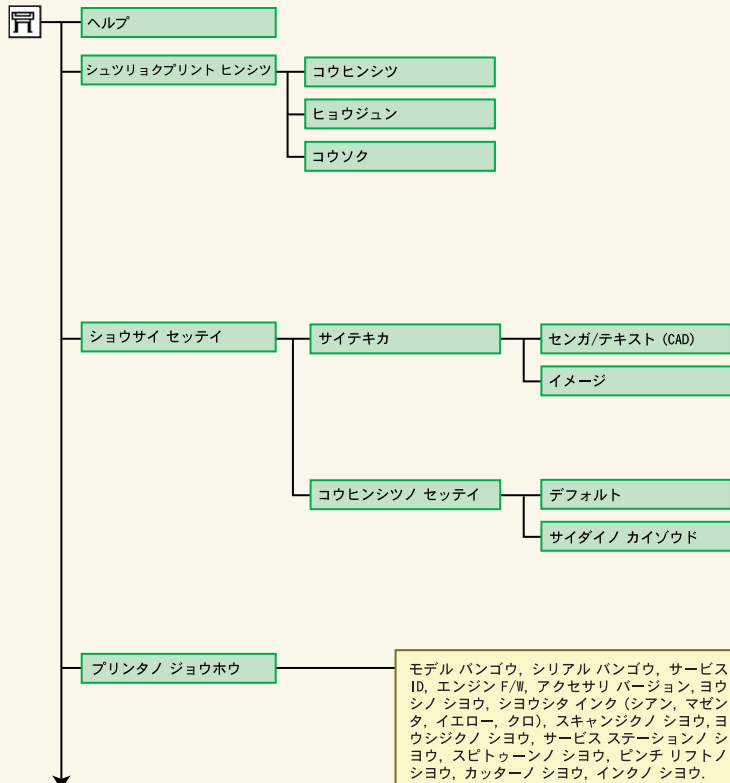 ヘルプ
シュツリョクプリント ヒンシツ
コウヒンシツ
ヒョウジュン
コウソク
ショウサイ セッテイ
サイテキカ
センガ/テキスト (CAD)
イメージ
コウヒンシツノ セッテイ
デフォルト
サイダイノ カイゾウド
プリンタノ ジョウホウ
モデル バンゴウ, シリアル バンゴウ, サービス
ID, エンジン F/W, アクセサリ バージョン, ヨウ
シノ シヨウ, シヨウシタ インク (シアン, マゼン
タ, イエロー, クロ), スキャンジクノ シヨウ, ヨ
ウシジクノ シヨウ, サービス ステーションノ シ
ヨウ, スピトゥーンノ シヨウ, ピンチ リフトノ
シヨウ, カッターノ シヨウ, インクノ シヨウ.